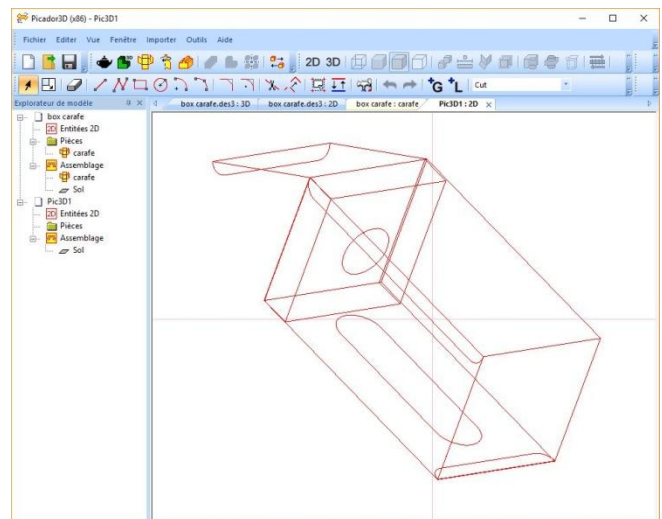 Picador3D (x86) - Pic3D1
Fichier Editer Vue Fenêtre Importer Outils Aide
2D 3D
G L Cut
Explorateur de modèle
box carafe.des3 : 3D box carafe.des3 : 2D box carafe : carafe Pic3D1 : 2D
box carafe
2D Entitées 2D
Pièces
carafe
Assemblage
carafe
Sol
Pic3D1
2D Entitées 2D
Pièces
Assemblage
Sol